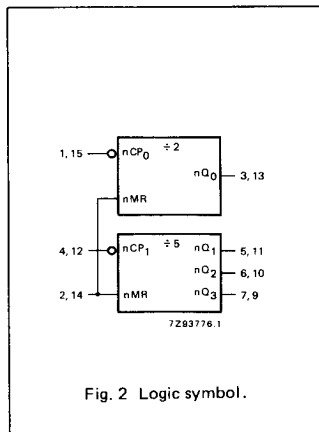 ÷2
1, 15 nCP0
nQ0 3, 13
nMR
÷5
4, 12 nCP1 nQ1 5, 11
nQ2 6, 10
2, 14 nMR nQ3 7, 9
7Z93776.1
Fig. 2 Logic symbol.